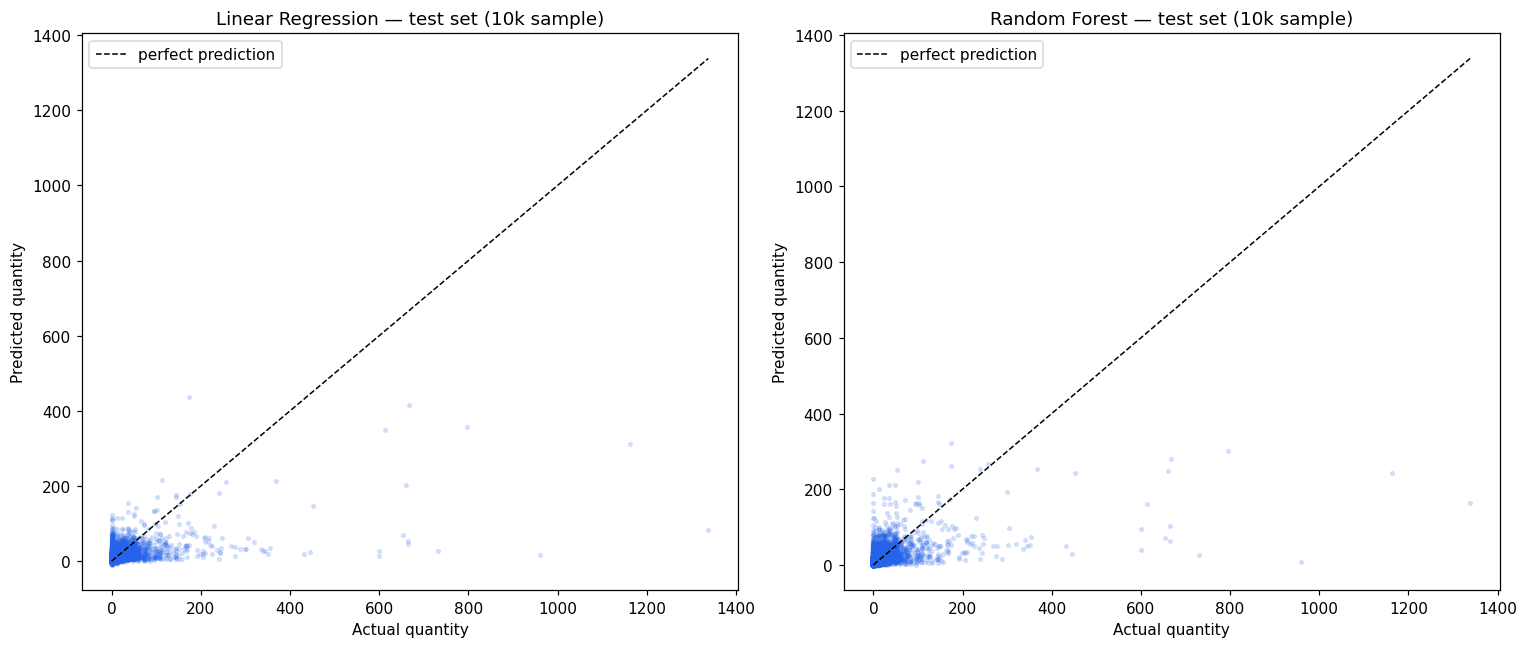 Linear Regression — test set (10k sample)
perfect prediction
Predicted quantity
1400
1200
1000
800
600
400
200
0
0 200 400 600 800 1000 1200 1400
Actual quantity
Random Forest — test set (10k sample)
perfect prediction
Predicted quantity
1400
1200
1000
800
600
400
200
0
0 200 400 600 800 1000 1200 1400
Actual quantity